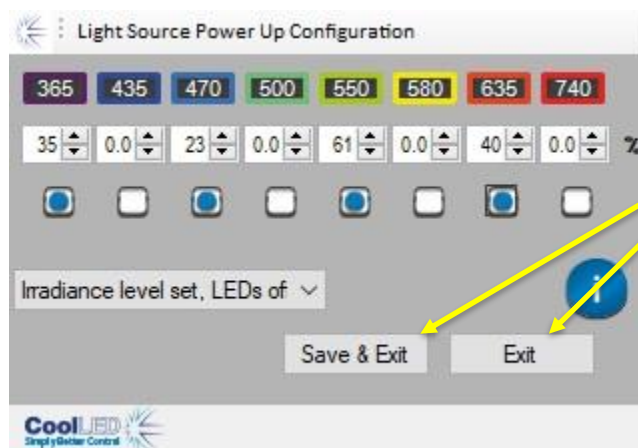 Light Source Power Up Configuration
365 435 470 500 550 580 635 740
35 0.0 23 0.0 61 0.0 40 0.0 %
Irradiance level set, LEDs of
i
Save & Exit Exit
CoolLED
Simply Better Control